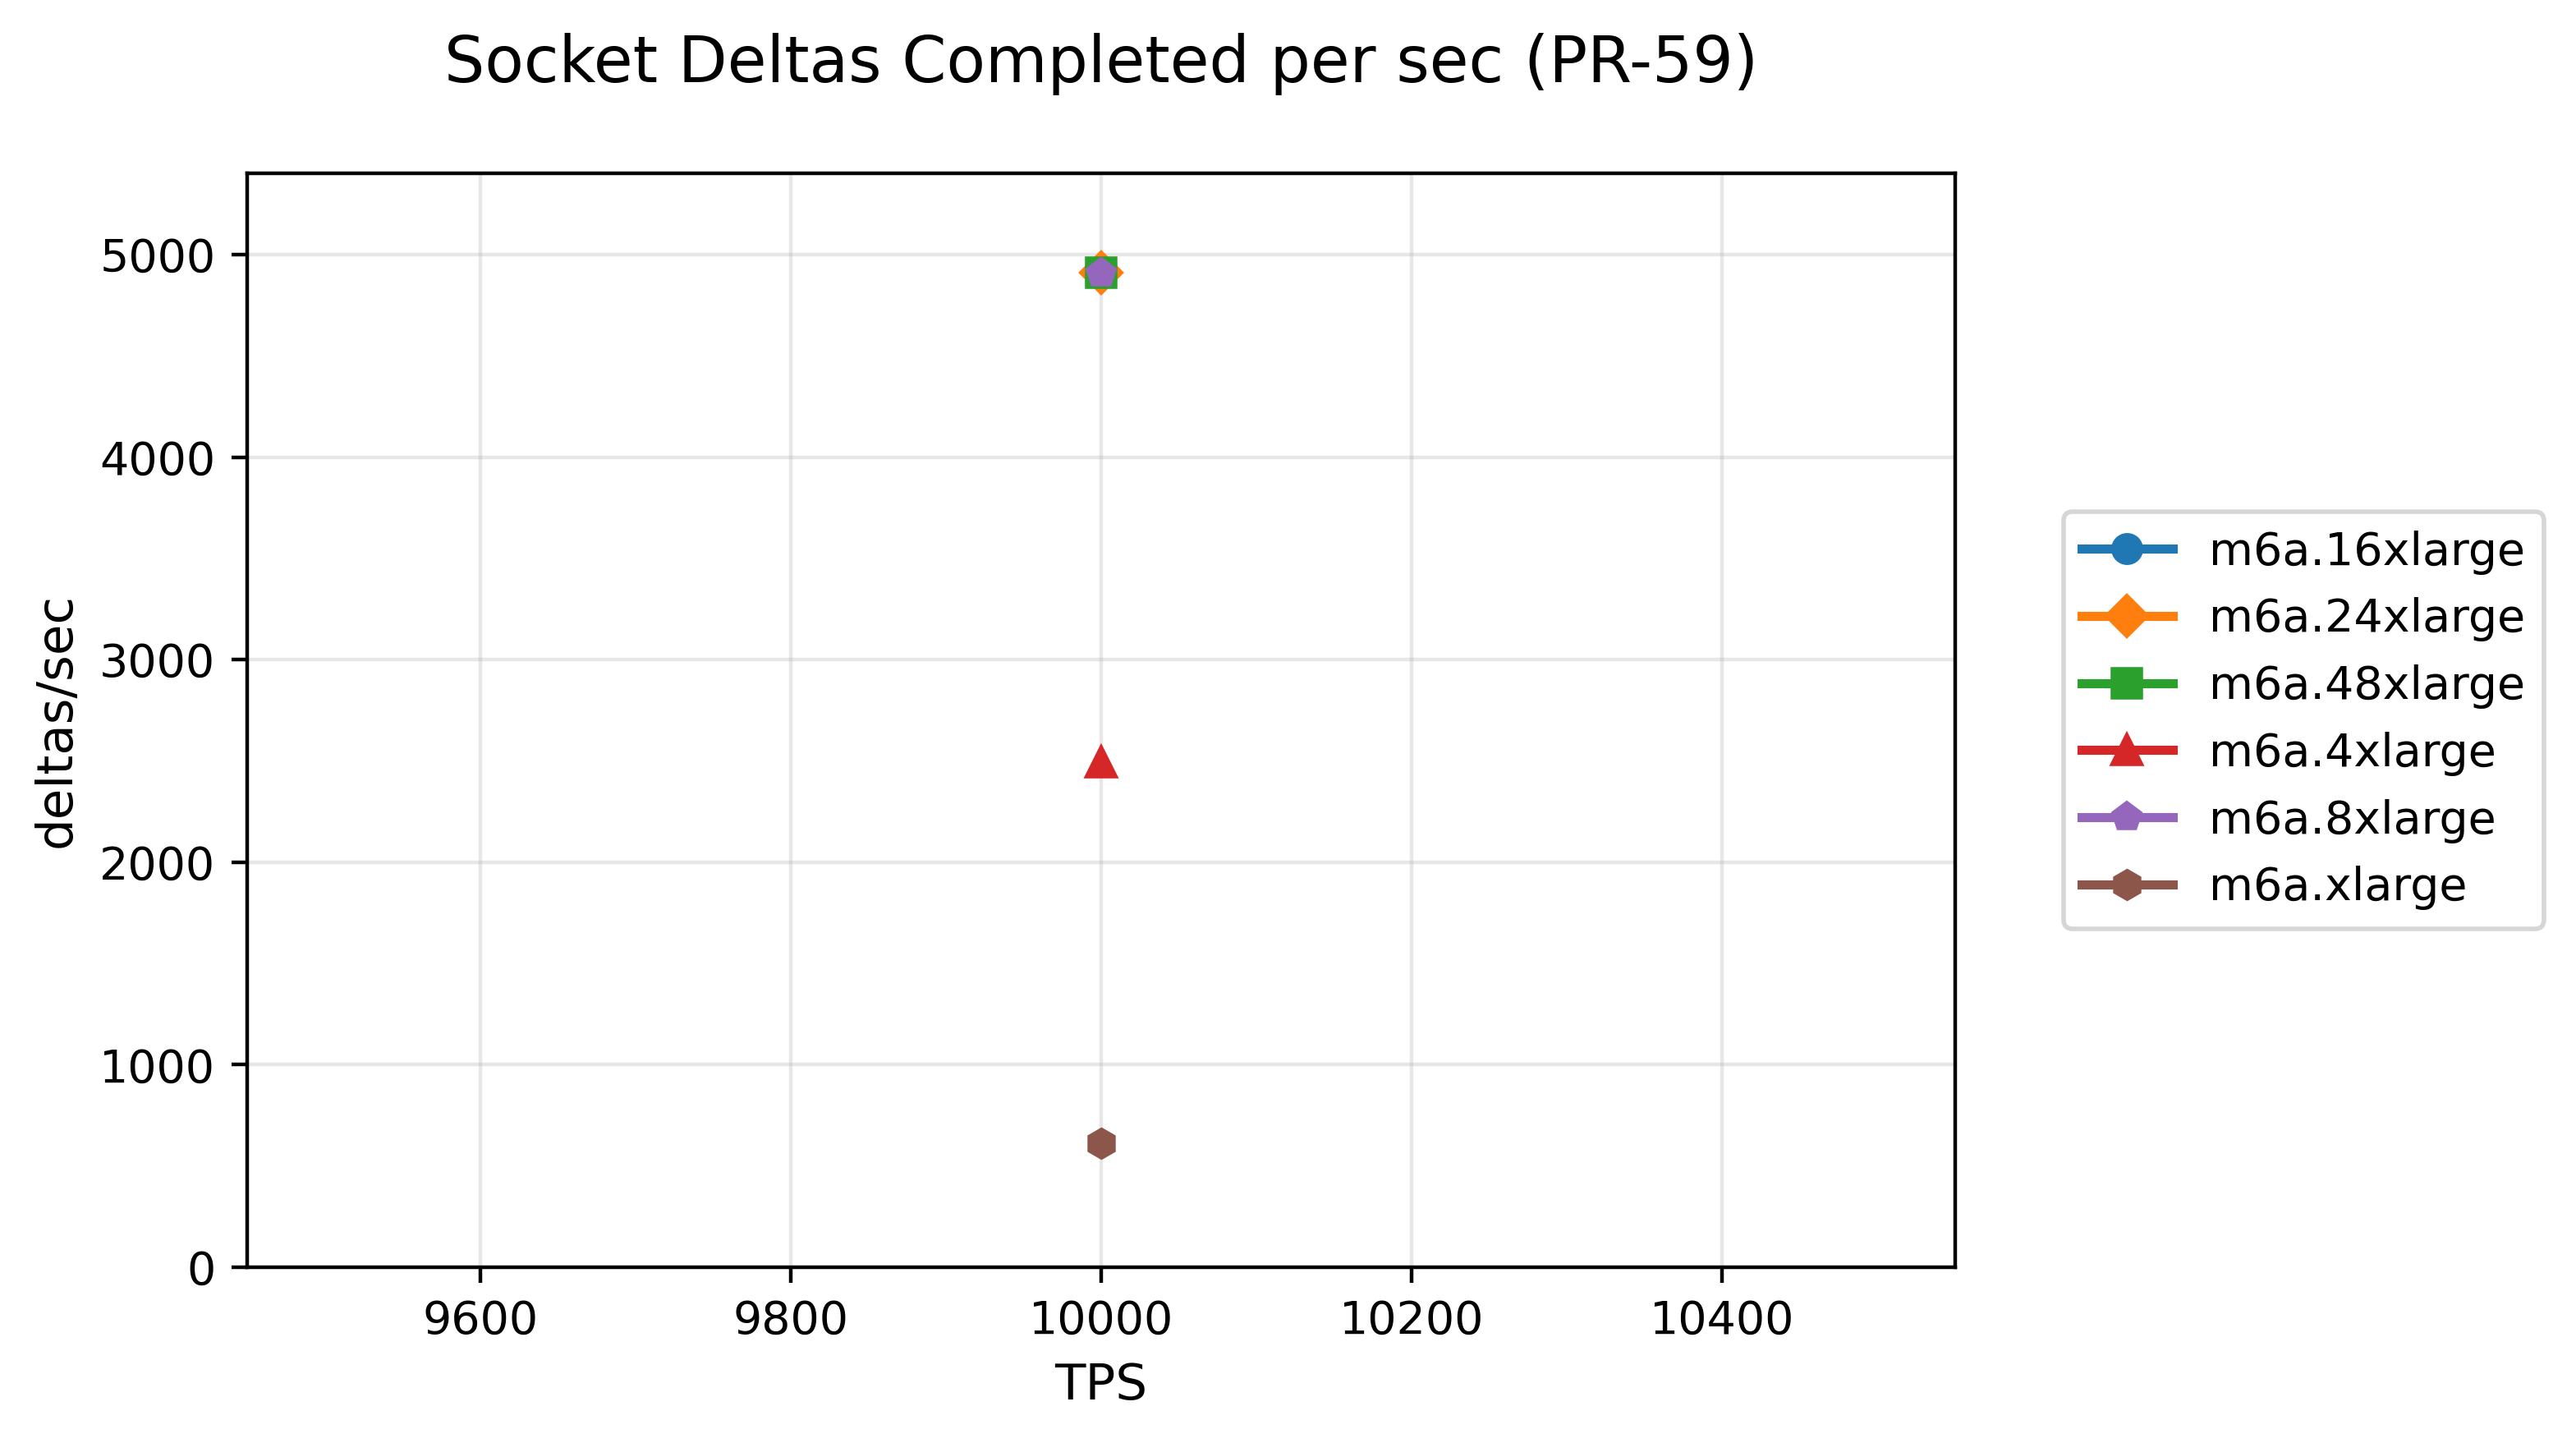 Socket Deltas Completed per sec (PR-59)
deltas/sec
5000
4000
3000
2000
1000
0
9600
9800
10000
10200
10400
TPS
m6a.16xlarge
m6a.24xlarge
m6a.48xlarge
m6a.4xlarge
m6a.8xlarge
m6a.xlarge